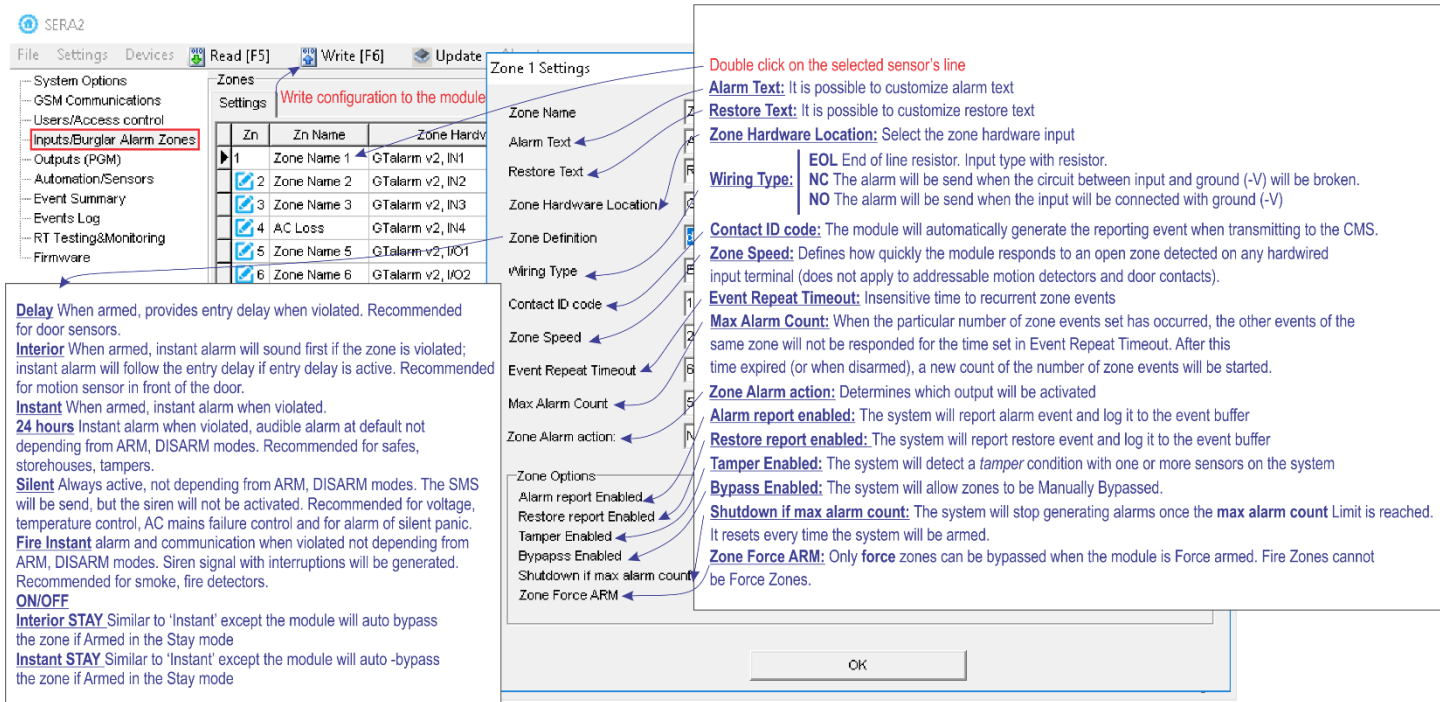 SERA2
File Settings Devices Read [F5] Write [F6] Update
System Options
GSM Communications
Users/Access control
Inputs/Burglar Alarm Zones
Outputs (PGM)
Automation/Sensors
Event Summary
Events Log
RT Testing&Monitoring
Firmware
Zones
Settings
Write configuration to the module
Zn Zn Name Zone Hardw
1 Zone Name 1 GTalarm v2, IN1
2 Zone Name 2 GTalarm v2, IN2
3 Zone Name 3 GTalarm v2, IN3
4 AC Loss GTalarm v2, IN4
5 Zone Name 5 GTalarm v2, I/O1
6 Zone Name 6 GTalarm v2, I/O2
Delay When armed, provides entry delay when violated. Recommended
for door sensors.
Interior When armed, instant alarm will sound first if the zone is violated;
instant alarm will follow the entry delay if entry delay is active. Recommended
for motion sensor in front of the door.
Instant When armed, instant alarm when violated.
24 hours Instant alarm when violated, audible alarm at default not
depending from ARM, DISARM modes. Recommended for safes,
storehouses, tampers.
Silent Always active, not depending from ARM, DISARM modes. The SMS
will be send, but the siren will not be activated. Recommended for voltage,
temperature control, AC mains failure control and for alarm of silent panic.
Fire Instant alarm and communication when violated not depending from
ARM, DISARM modes. Siren signal with interruptions will be generated.
Recommended for smoke, fire detectors.
ON/OFF
Interior STAY Similar to ‘Instant’ except the module will auto bypass
the zone if Armed in the Stay mode
Instant STAY Similar to ‘Instant’ except the module will auto -bypass
the zone if Armed in the Stay mode
Zone 1 Settings
Zone Name
Alarm Text
Restore Text
Zone Hardware Location
Zone Definition
Wiring Type
Contact ID code
Zone Speed
Event Repeat Timeout
Max Alarm Count
Zone Alarm action:
Zone Options
Alarm report Enabled
Restore report Enabled
Tamper Enabled
Bypapss Enabled
Shutdown if max alarm count
Zone Force ARM
OK
Double click on the selected sensor’s line
Alarm Text: It is possible to customize alarm text
Restore Text: It is possible to customize restore text
Zone Hardware Location: Select the zone hardware input
Wiring Type:
EOL End of line resistor. Input type with resistor.
NC The alarm will be send when the circuit between input and ground (-V) will be broken.
NO The alarm will be send when the input will be connected with ground (-V)
Contact ID code: The module will automatically generate the reporting event when transmitting to the CMS.
Zone Speed: Defines how quickly the module responds to an open zone detected on any hardwired
input terminal (does not apply to addressable motion detectors and door contacts).
Event Repeat Timeout: Insensitive time to recurrent zone events
Max Alarm Count: When the particular number of zone events set has occurred, the other events of the
same zone will not be responded for the time set in Event Repeat Timeout. After this
time expired (or when disarmed), a new count of the number of zone events will be started.
Zone Alarm action: Determines which output will be activated
Alarm report enabled: The system will report alarm event and log it to the event buffer
Restore report enabled: The system will report restore event and log it to the event buffer
Tamper Enabled: The system will detect a tamper condition with one or more sensors on the system
Bypass Enabled: The system will allow zones to be Manually Bypassed.
Shutdown if max alarm count: The system will stop generating alarms once the max alarm count Limit is reached.
It resets every time the system will be armed.
Zone Force ARM: Only force zones can be bypassed when the module is Force armed. Fire Zones cannot
be Force Zones.